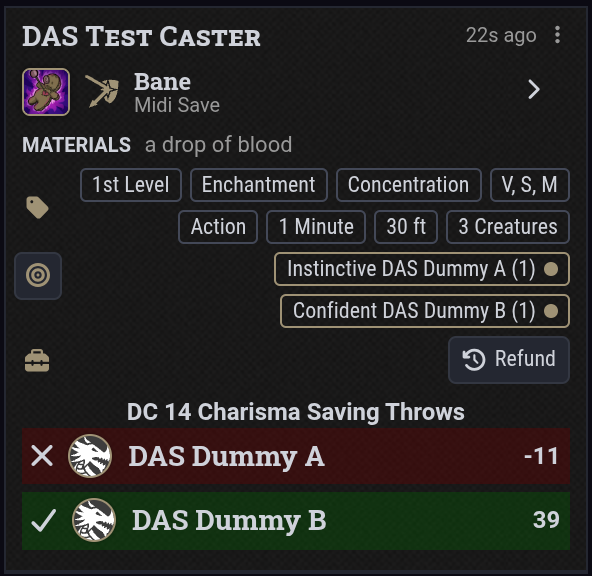 DAS Test Caster 22s ago
Bane
Midi Save
MATERIALS a drop of blood
1st Level Enchantment Concentration V, S, M
Action 1 Minute 30 ft 3 Creatures
Instinctive DAS Dummy A (1)
Confident DAS Dummy B (1)
Refund
DC 14 Charisma Saving Throws
DAS Dummy A -11
DAS Dummy B 39